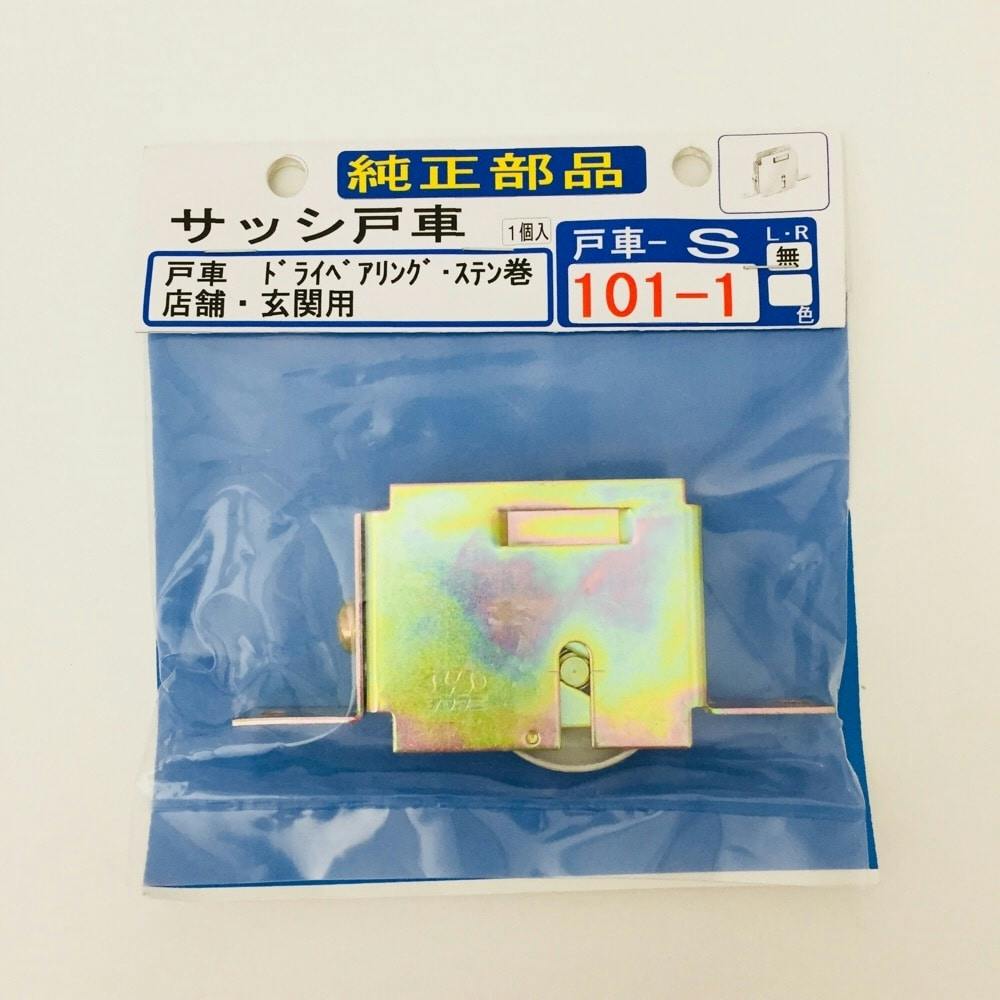 純正部品
サッシ戸車
1個入
戸車 ﾄﾞﾗｲﾍﾞｱﾘﾝｸﾞ・ｽﾃﾝ巻
店舗・玄関用
戸車- S
101-1
L・R
無
色